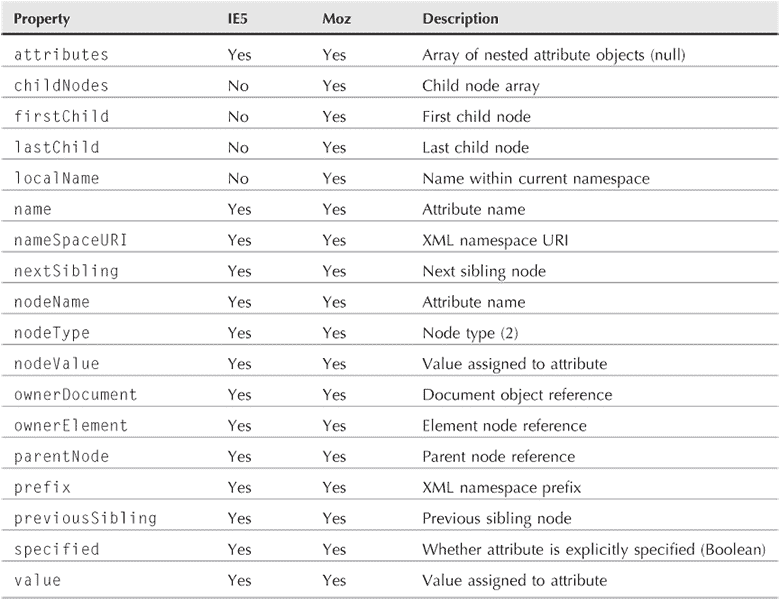 Property IE5 Moz Description
attributes Yes Yes Array of nested attribute objects (null)
childNodes No Yes Child node array
firstChild No Yes First child node
lastChild No Yes Last child node
localName No Yes Name within current namespace
name Yes Yes Attribute name
nameSpaceURI Yes Yes XML namespace URI
nextSibling Yes Yes Next sibling node
nodeName Yes Yes Attribute name
nodeType Yes Yes Node type (2)
nodeValue Yes Yes Value assigned to attribute
ownerDocument Yes Yes Document object reference
ownerElement Yes Yes Element node reference
parentNode Yes Yes Parent node reference
prefix Yes Yes XML namespace prefix
previousSibling Yes Yes Previous sibling node
specified Yes Yes Whether attribute is explicitly specified (Boolean)
value Yes Yes Value assigned to attribute